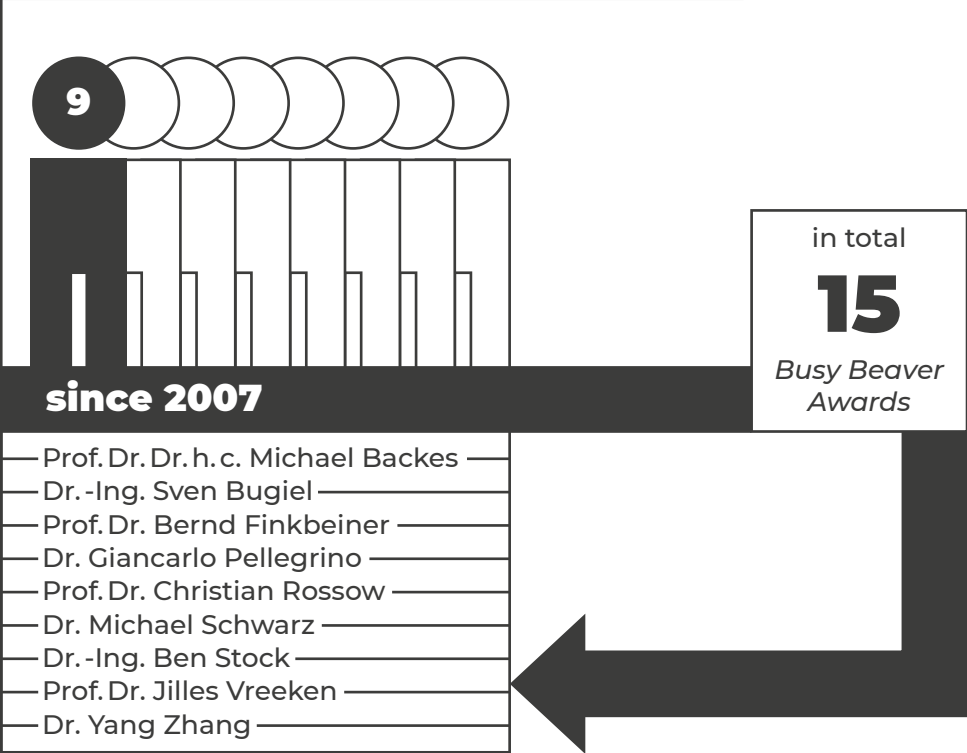 9
in total
15
Busy Beaver
Awards
since 2007
Prof. Dr. Dr. h. c. Michael Backes
Dr.-Ing. Sven Bugiel
Prof. Dr. Bernd Finkbeiner
Dr. Giancarlo Pellegrino
Prof. Dr. Christian Rossow
Dr. Michael Schwarz
Dr.-Ing. Ben Stock
Prof. Dr. Jilles Vreeken
Dr. Yang Zhang